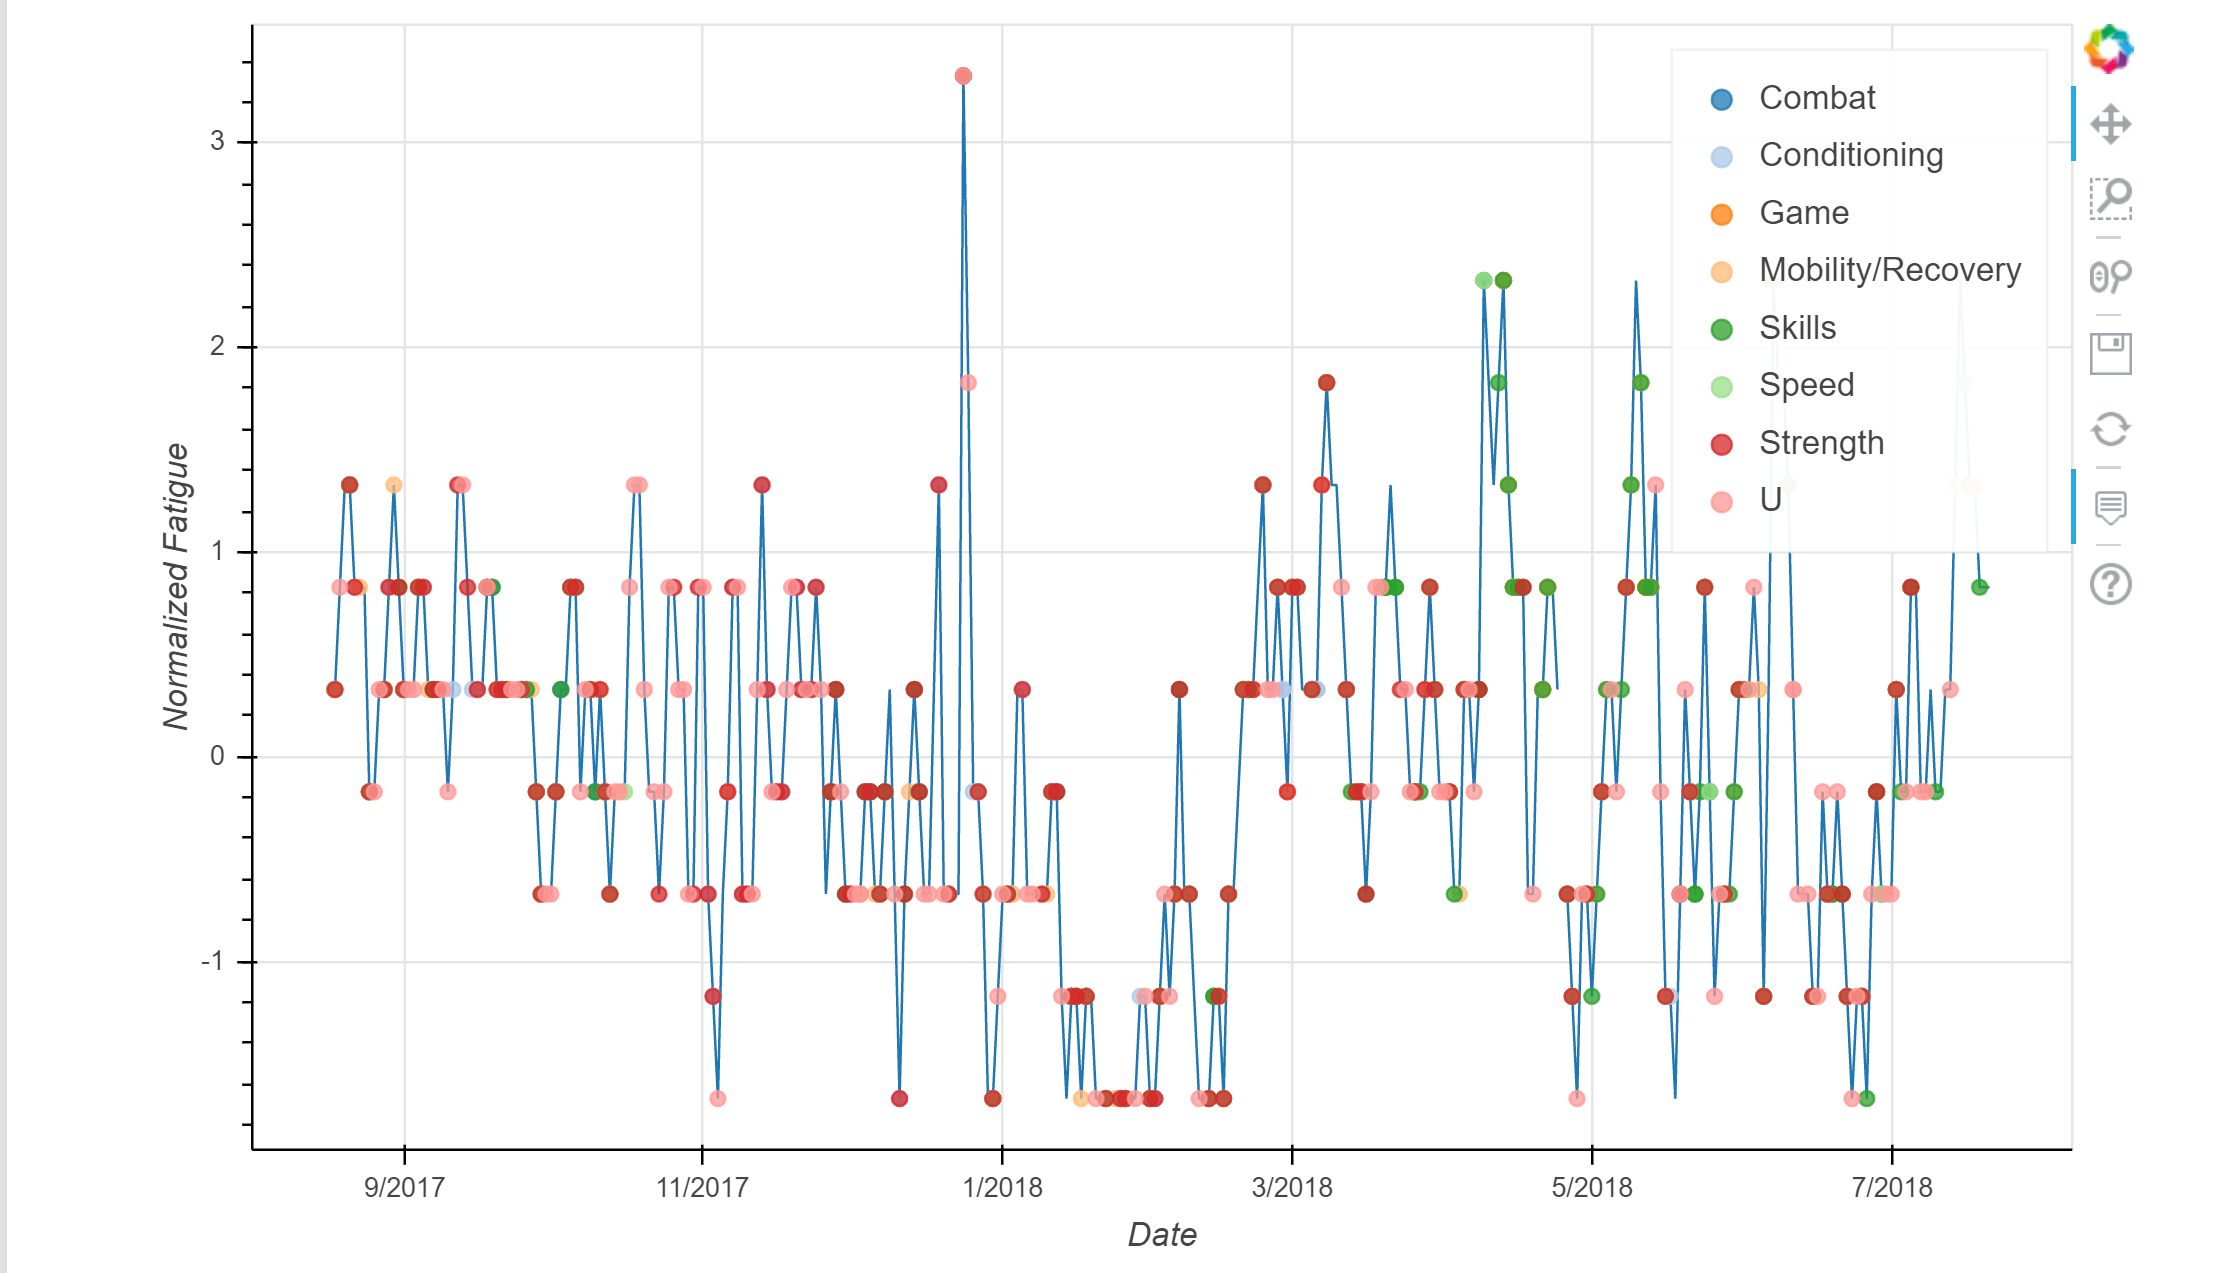 3
2
1
0
-1
Normalized Fatigue
Combat
Conditioning
Game
Mobility/Recovery
Skills
Speed
Strength
U
9/2017
11/2017
1/2018
3/2018
5/2018
7/2018
Date